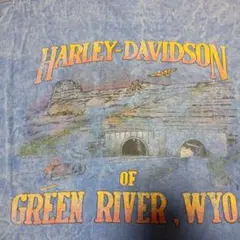 HARLEY-DAVIDSON
OF
GREEN RIVER, WYO